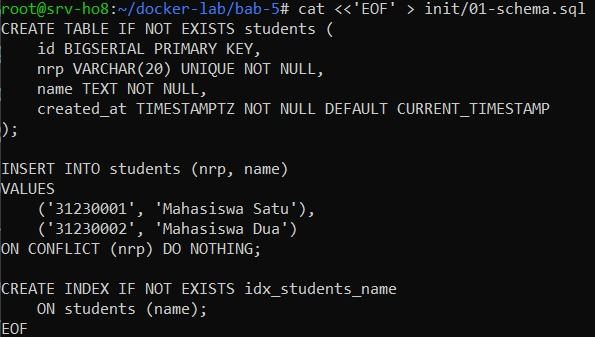 root@srv-ho8:~/docker-lab/bab-5# cat <<'EOF' > init/01-schema.sql
CREATE TABLE IF NOT EXISTS students (
    id BIGSERIAL PRIMARY KEY,
    nrp VARCHAR(20) UNIQUE NOT NULL,
    name TEXT NOT NULL,
    created_at TIMESTAMPTZ NOT NULL DEFAULT CURRENT_TIMESTAMP
);

INSERT INTO students (nrp, name)
VALUES
    ('31230001', 'Mahasiswa Satu'),
    ('31230002', 'Mahasiswa Dua')
ON CONFLICT (nrp) DO NOTHING;

CREATE INDEX IF NOT EXISTS idx_students_name
    ON students (name);
EOF